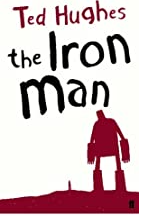 Ted Hughes
the Iron
man